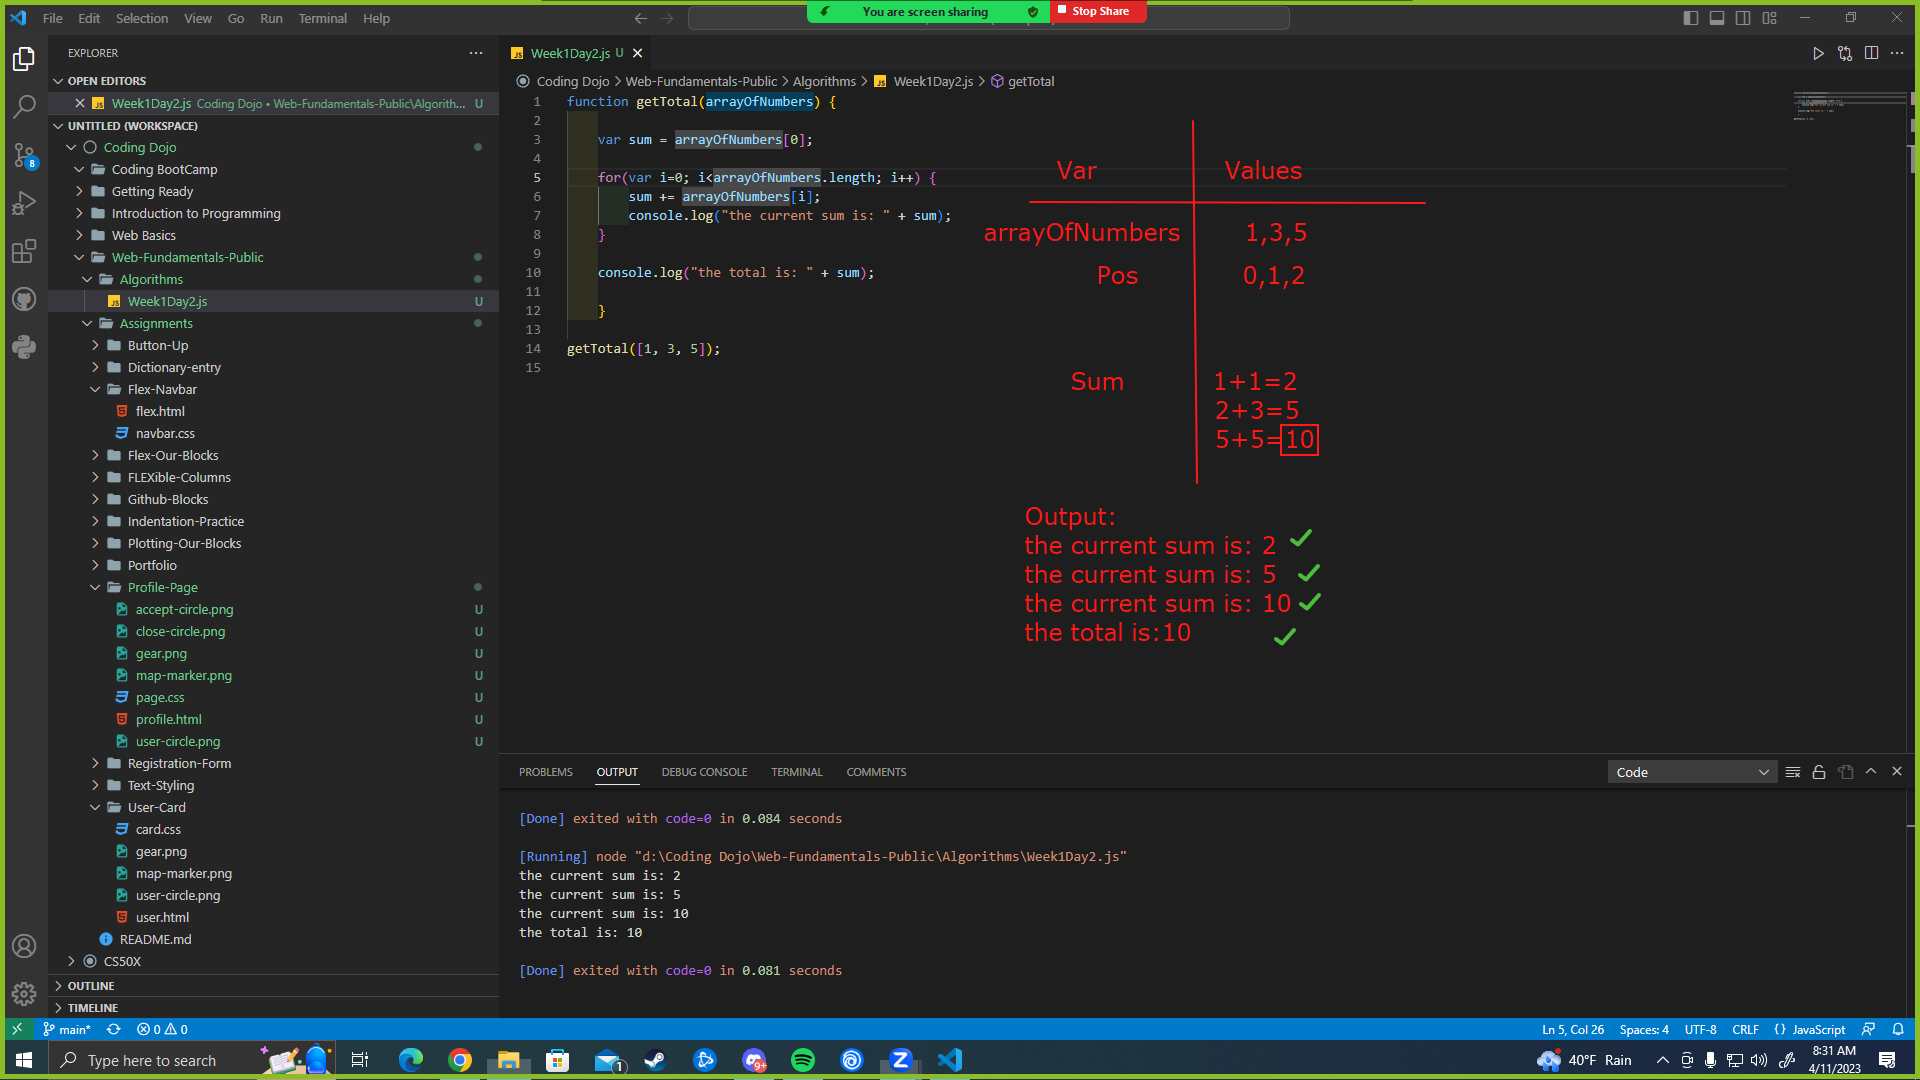 You are screen sharing
Stop Share
File Edit Selection View Go Run Terminal Help
EXPLORER
OPEN EDITORS
Week1Day2.js Coding Dojo • Web-Fundamentals-Public\Algorith... U
UNTITLED (WORKSPACE)
Coding Dojo
Coding BootCamp
Getting Ready
Introduction to Programming
Web Basics
Web-Fundamentals-Public
Algorithms
Week1Day2.js U
Assignments
Button-Up
Dictionary-entry
Flex-Navbar
flex.html
navbar.css
Flex-Our-Blocks
FLEXible-Columns
Github-Blocks
Indentation-Practice
Plotting-Our-Blocks
Portfolio
Profile-Page
accept-circle.png U
close-circle.png U
gear.png U
map-marker.png U
page.css U
profile.html U
user-circle.png U
Registration-Form
Text-Styling
User-Card
card.css
gear.png
map-marker.png
user-circle.png
user.html
README.md
CS50X
OUTLINE
TIMELINE
8
JS Week1Day2.js U
Coding Dojo > Web-Fundamentals-Public > Algorithms > JS Week1Day2.js > getTotal
1 function getTotal(arrayOfNumbers) {
2
3 var sum = arrayOfNumbers[0];
4
5 for(var i=0; i<arrayOfNumbers.length; i++) {
6 sum += arrayOfNumbers[i];
7 console.log("the current sum is: " + sum);
8 }
9
10 console.log("the total is: " + sum);
11
12 }
13
14 getTotal([1, 3, 5]);
15
Var Values
arrayOfNumbers 1,3,5
Pos 0,1,2
Sum 1+1=2
2+3=5
5+5=10
Output:
the current sum is: 2
the current sum is: 5
the current sum is: 10
the total is:10
PROBLEMS OUTPUT DEBUG CONSOLE TERMINAL COMMENTS
Code
[Done] exited with code=0 in 0.084 seconds
[Running] node "d:\Coding Dojo\Web-Fundamentals-Public\Algorithms\Week1Day2.js"
the current sum is: 2
the current sum is: 5
the current sum is: 10
the total is: 10
[Done] exited with code=0 in 0.081 seconds
main* 0 0
Ln 5, Col 26 Spaces: 4 UTF-8 CRLF {} JavaScript
Type here to search
1
9+
40°F Rain
8:31 AM
4/11/2023